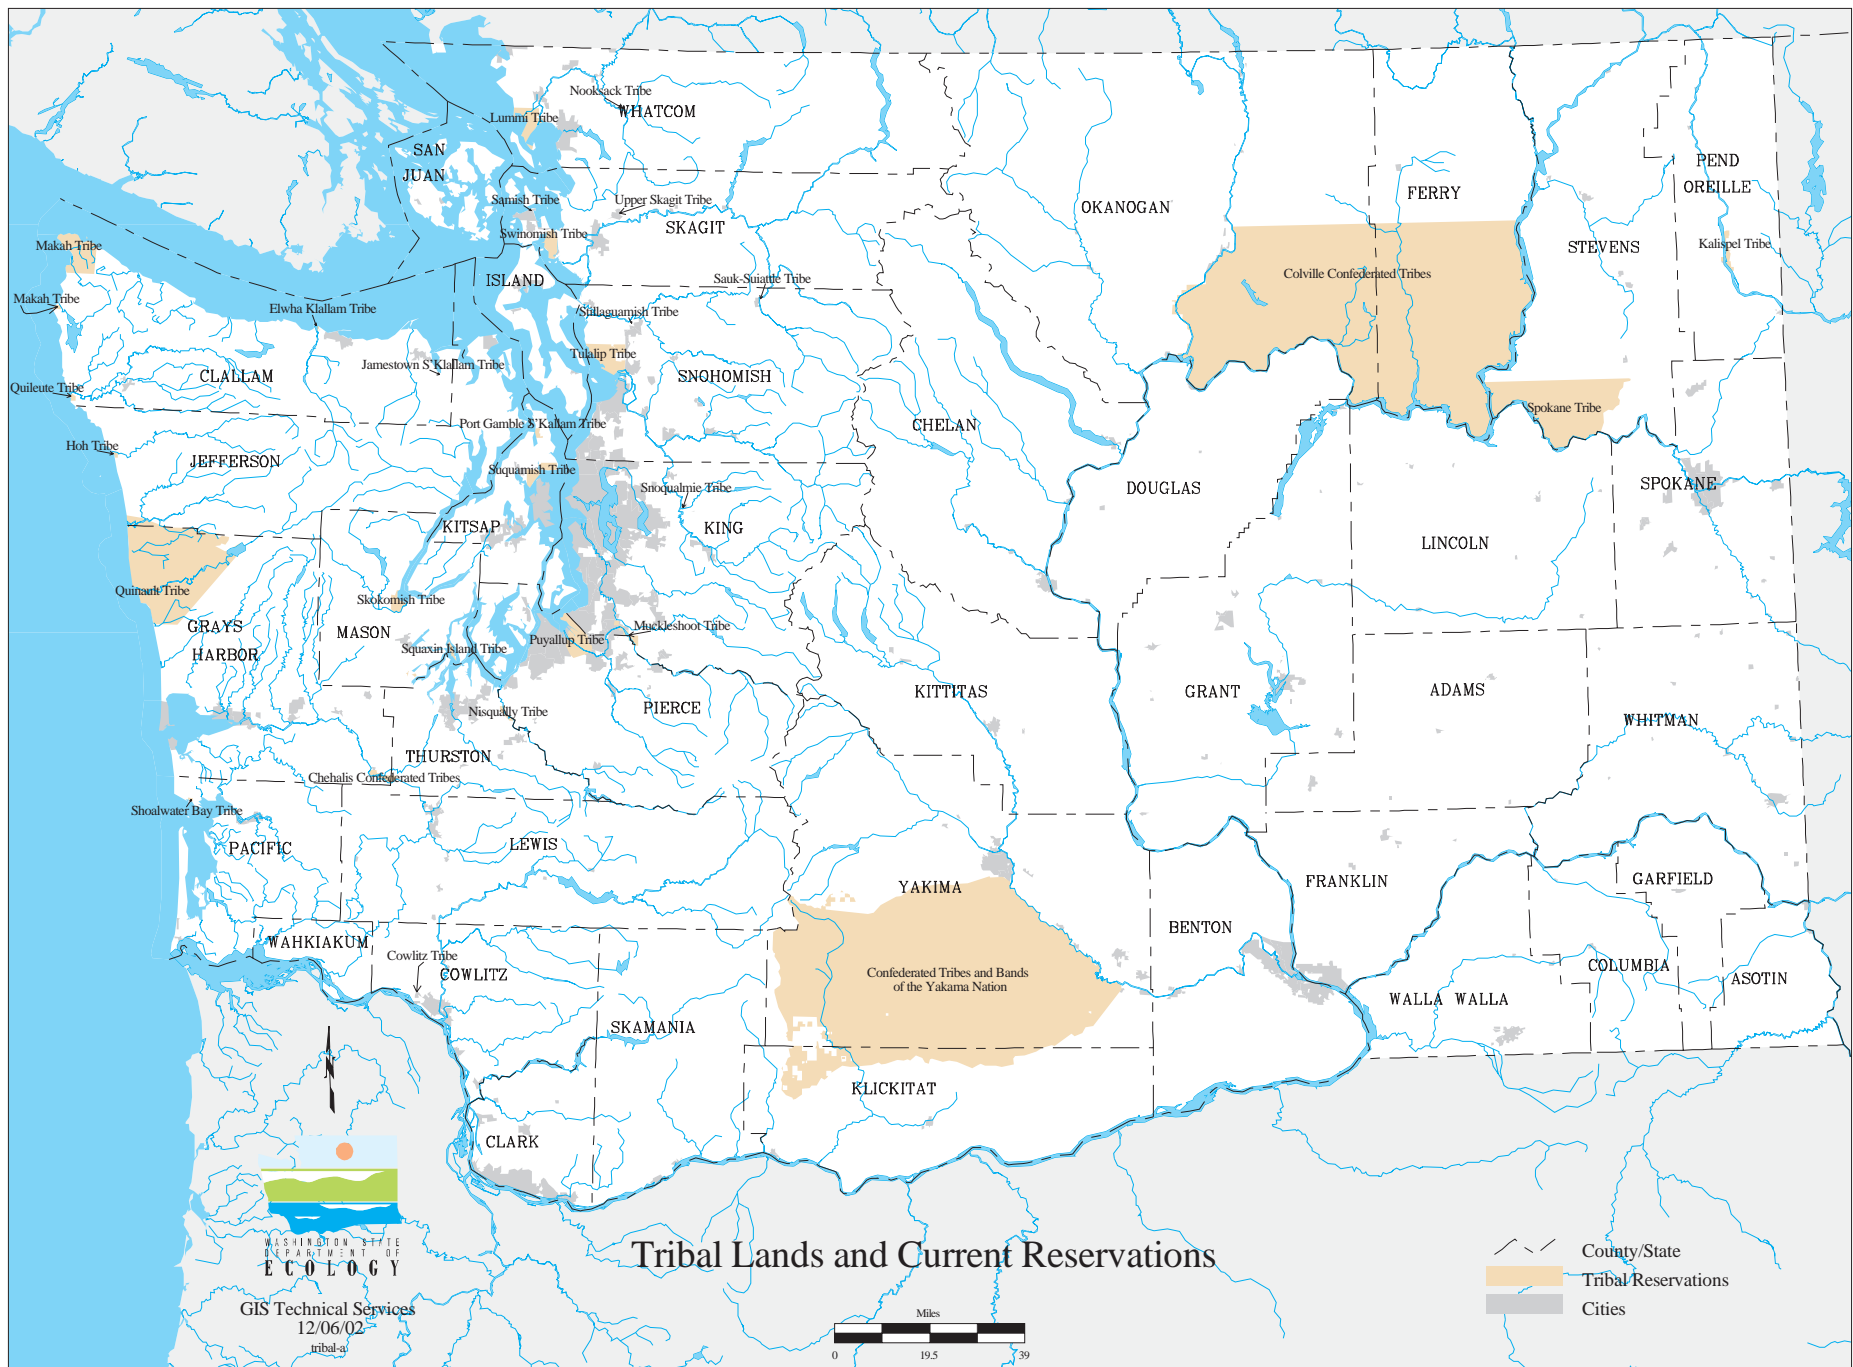 Nooksack Tribe
WHATCOM
Lummi Tribe
SAN
JUAN
PEND
OREILLE
FERRY
Samish Tribe
Upper Skagit Tribe
OKANOGAN
SKAGIT
Swinomish Tribe
Makah Tribe
STEVENS
Kalispel Tribe
ISLAND
Sauk-Suiattle Tribe
Colville Confederated Tribes
Makah Tribe
Elwha Klallam Tribe
Stillaguamish Tribe
Tulalip Tribe
Jamestown S'Klallam Tribe
CLALLAM
SNOHOMISH
Quileute Tribe
Spokane Tribe
Port Gamble S'Kallam Tribe
CHELAN
Hoh Tribe
JEFFERSON
Suquamish Tribe
Snoqualmie Tribe
DOUGLAS
SPOKANE
KITSAP
KING
LINCOLN
Quinault Tribe
Skokomish Tribe
GRAYS
HARBOR
MASON
Muckleshoot Tribe
Puyallup Tribe
Squaxin Island Tribe
KITTITAS
GRANT
ADAMS
Nisqually Tribe
PIERCE
WHITMAN
THURSTON
Chehalis Confederated Tribes
Shoalwater Bay Tribe
PACIFIC
LEWIS
YAKIMA
FRANKLIN
GARFIELD
BENTON
WAHKIAKUM
Cowlitz Tribe
COWLITZ
Confederated Tribes and Bands
of the Yakama Nation
COLUMBIA
ASOTIN
WALLA WALLA
SKAMANIA
KLICKITAT
CLARK
N
WASHINGTON STATE
DEPARTMENT OF
ECOLOGY
GIS Technical Services
12/06/02
tribal-a
Tribal Lands and Current Reservations
Miles
0 19.5 39
County/State
Tribal Reservations
Cities